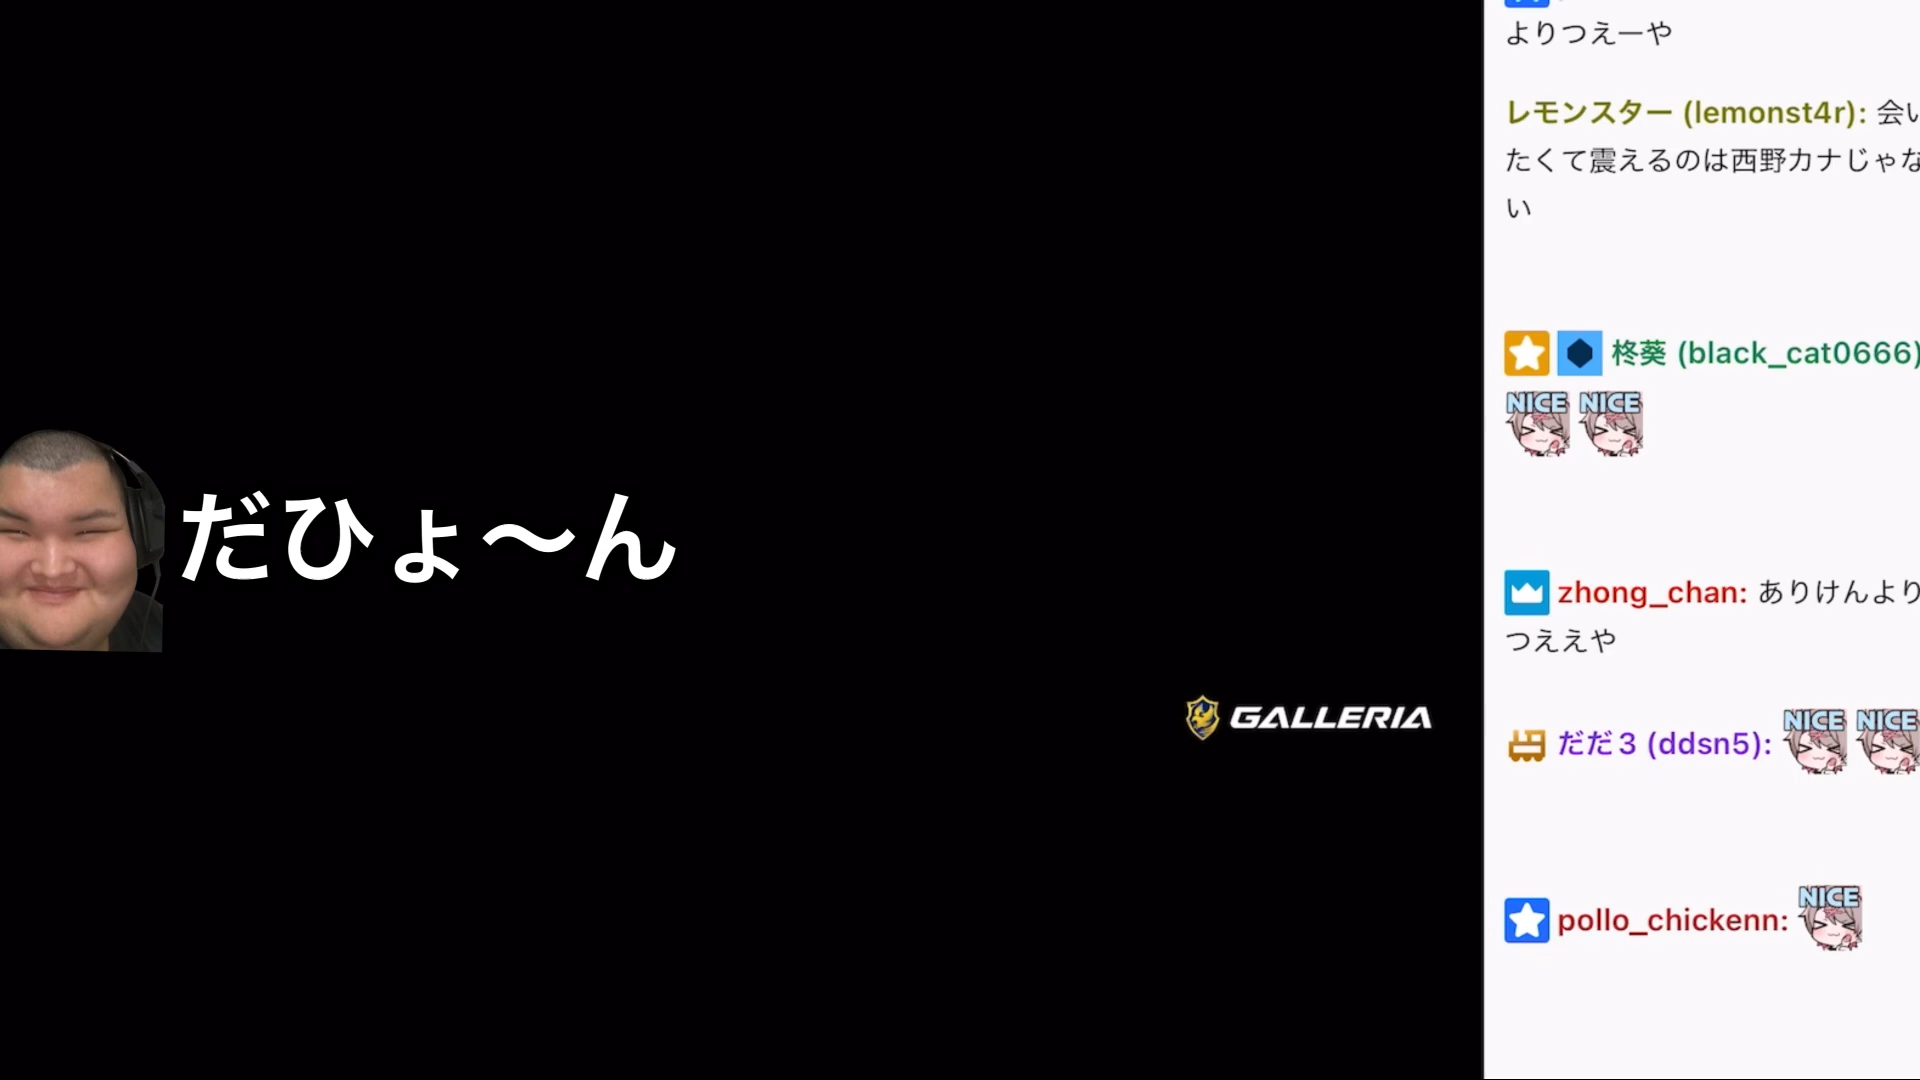 だひょ〜ん
GALLERIA
よりつえーや
レモンスター (lemonst4r): 会い
たくて震えるのは西野カナじゃな
い
柊葵 (black_cat0666)
NICE NICE
zhong_chan: ありけんより
つええや
だだ3 (ddsn5): NICE NICE
pollo_chickenn: NICE